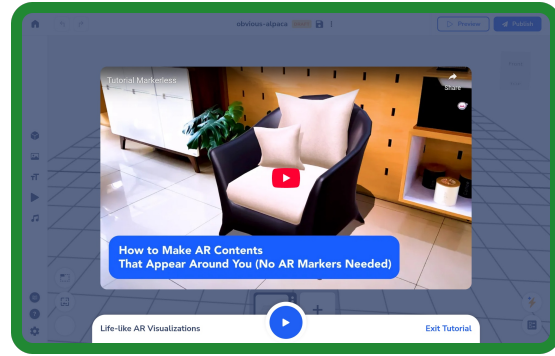 obvious-alpaca
Preview
Publish
Tutorial Markerless
Share
How to Make AR Contents
That Appear Around You (No AR Markers Needed)
Life-like AR Visualizations
Exit Tutorial